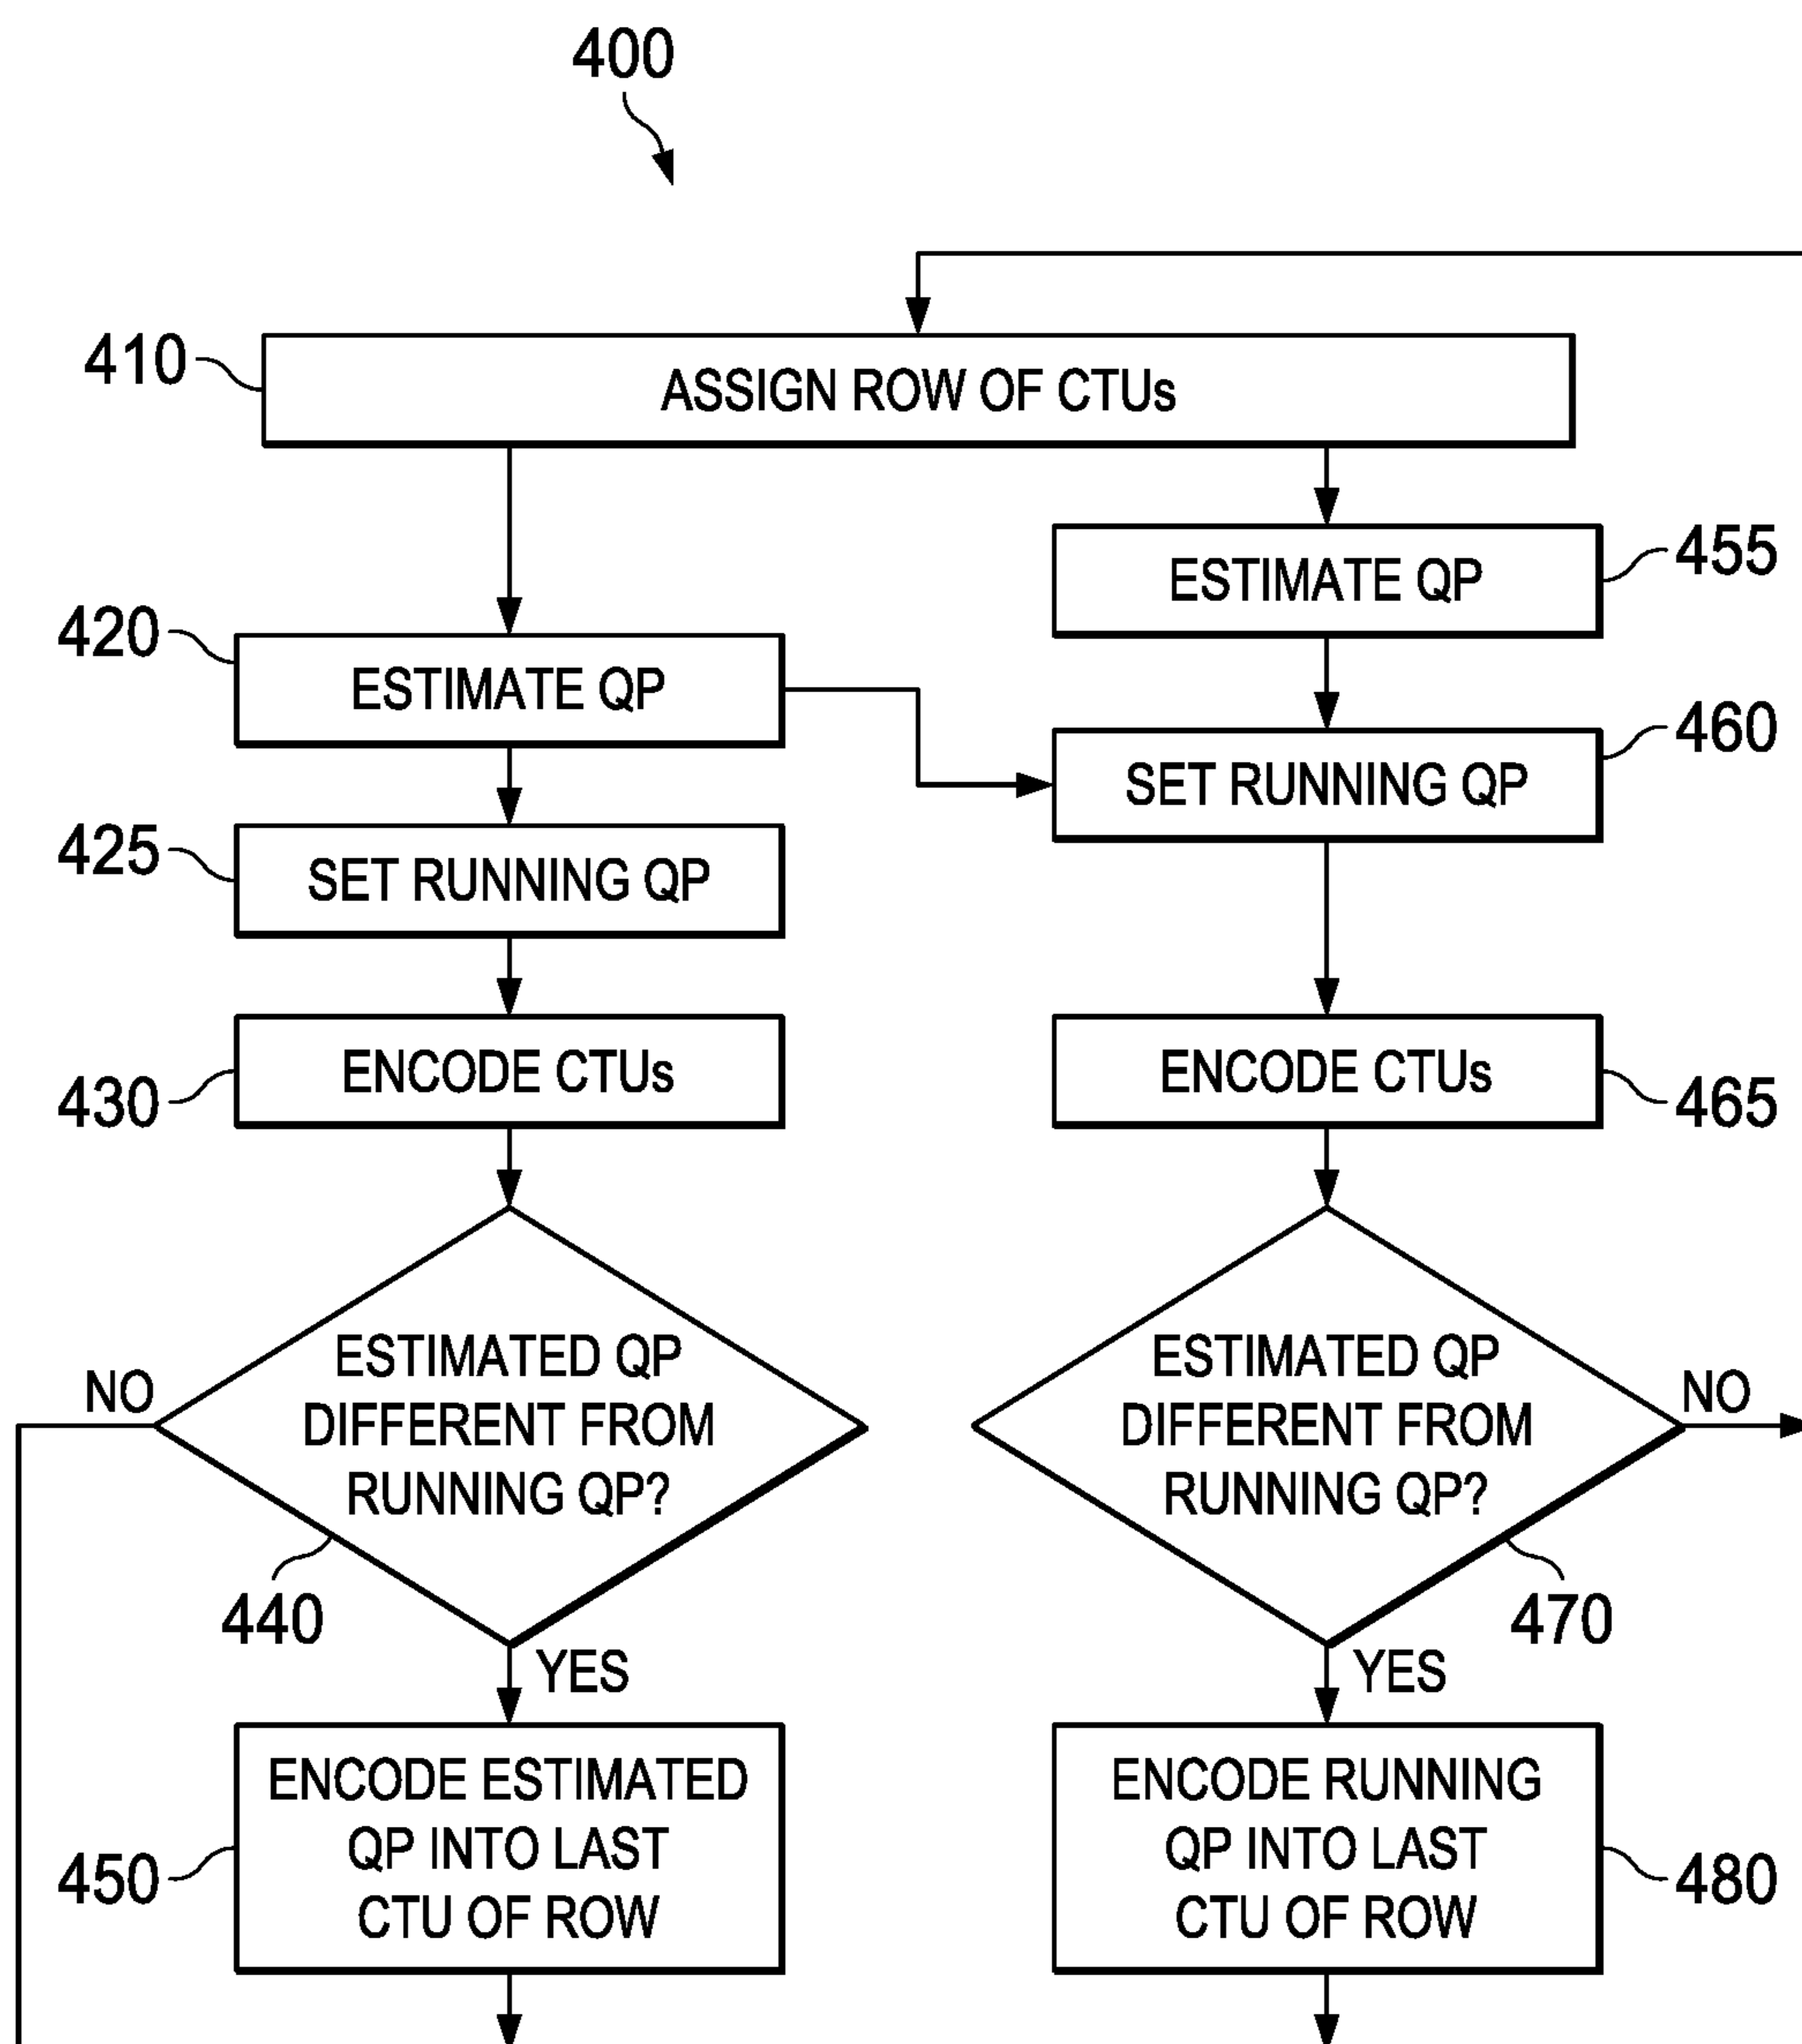 400
410
ASSIGN ROW OF CTUs
455
ESTIMATE QP
420
ESTIMATE QP
460
SET RUNNING QP
425
SET RUNNING QP
430
ENCODE CTUs
ENCODE CTUs
465
NO
ESTIMATED QP
DIFFERENT FROM
RUNNING QP?
440
YES
ESTIMATED QP
DIFFERENT FROM
RUNNING QP?
NO
470
YES
450
ENCODE ESTIMATED
QP INTO LAST
CTU OF ROW
ENCODE RUNNING
QP INTO LAST
CTU OF ROW
480